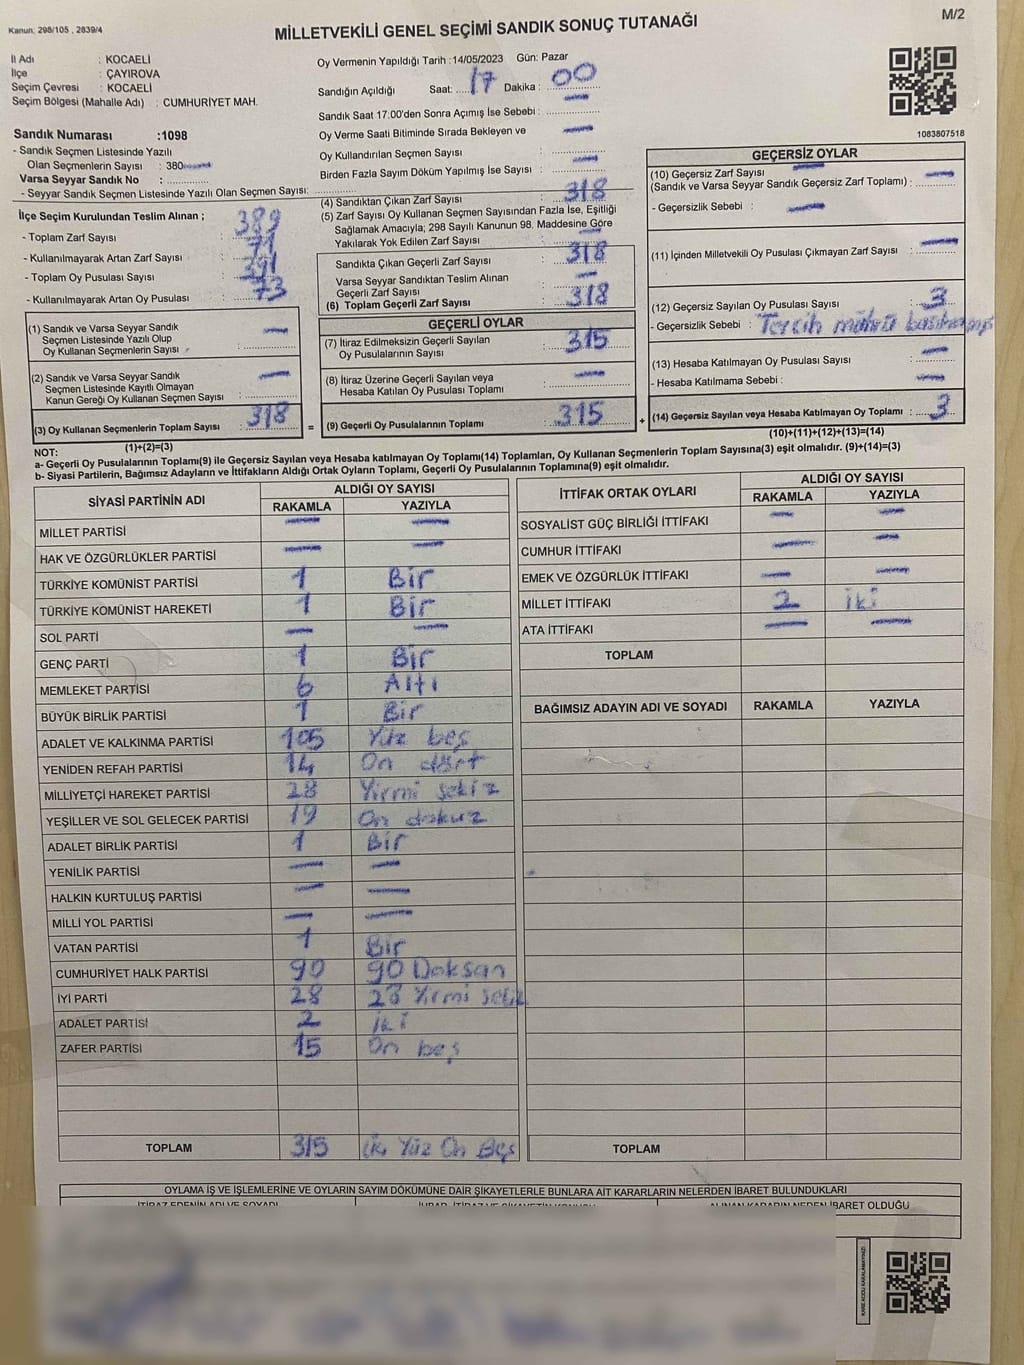 Kanun: 298/105 , 2839/4
MİLLETVEKİLİ GENEL SEÇİMİ SANDIK SONUÇ TUTANAĞI
M/2
İl Adı : KOCAELİ
İlçe : ÇAYIROVA
Seçim Çevresi : KOCAELİ
Seçim Bölgesi (Mahalle Adı) : CUMHURİYET MAH.
Sandık Numarası :1098
- Sandık Seçmen Listesinde Yazılı
Olan Seçmenlerin Sayısı : 380
Varsa Seyyar Sandık No :
- Seyyar Sandık Seçmen Listesinde Yazılı Olan Seçmen Sayısı:
Oy Vermenin Yapıldığı Tarih :14/05/2023 Gün: Pazar
Sandığın Açıldığı Saat: 17 Dakika : 00
Sandık Saat 17:00'den Sonra Açımış İse Sebebi : —
Oy Verme Saati Bitiminde Sırada Bekleyen ve —
Oy Kullandırılan Seçmen Sayısı :
Birden Fazla Sayım Döküm Yapılmış İse Sayısı : —
1083807518
İlçe Seçim Kurulundan Teslim Alınan ;
- Toplam Zarf Sayısı : 389
- Kullanılmayarak Artan Zarf Sayısı : 71
- Toplam Oy Pusulası Sayısı : 391
- Kullanılmayarak Artan Oy Pusulası : 73
(1) Sandık ve Varsa Seyyar Sandık
Seçmen Listesinde Yazılı Olup
Oy Kullanan Seçmenlerin Sayısı : —
(2) Sandık ve Varsa Seyyar Sandık
Seçmen Listesinde Kayıtlı Olmayan
Kanun Gereği Oy Kullanan Seçmen Sayısı : —
(3) Oy Kullanan Seçmenlerin Toplam Sayısı : 318
(1)+(2)=(3)
(4) Sandıktan Çıkan Zarf Sayısı : 318
(5) Zarf Sayısı Oy Kullanan Seçmen Sayısından Fazla İse, Eşitliği
Sağlamak Amacıyla; 298 Sayılı Kanunun 98. Maddesine Göre
Yakılarak Yok Edilen Zarf Sayısı : —
Sandıkta Çıkan Geçerli Zarf Sayısı : 318
Varsa Seyyar Sandıktan Teslim Alınan
Geçerli Zarf Sayısı : —
(6) Toplam Geçerli Zarf Sayısı : 318
GEÇERLİ OYLAR
(7) İtiraz Edilmeksizin Geçerli Sayılan
Oy Pusulalarının Sayısı : 315
(8) İtiraz Üzerine Geçerli Sayılan veya
Hesaba Katılan Oy Pusulası Toplamı : —
= (9) Geçerli Oy Pusulalarının Toplamı : 315
GEÇERSİZ OYLAR
(10) Geçersiz Zarf Sayısı
(Sandık ve Varsa Seyyar Sandık Geçersiz Zarf Toplamı) : —
- Geçersizlik Sebebi : —
(11) İçinden Milletvekili Oy Pusulası Çıkmayan Zarf Sayısı : —
(12) Geçersiz Sayılan Oy Pusulası Sayısı : 3
- Geçersizlik Sebebi : Tercih mührü
(13) Hesaba Katılmayan Oy Pusulası Sayısı : —
- Hesaba Katılmama Sebebi : —
+ (14) Geçersiz Sayılan veya Hesaba Katılmayan Oy Toplamı : 3
(10)+(11)+(12)+(13)=(14)
NOT:
a- Geçerli Oy Pusulalarının Toplamı(9) ile Geçersiz Sayılan veya Hesaba katılmayan Oy Toplamı(14) Toplamları, Oy Kullanan Seçmenlerin Toplam Sayısına(3) eşit olmalıdır. (9)+(14)=(3)
b- Siyasi Partilerin, Bağımsız Adayların ve İttifakların Aldığı Ortak Oyların Toplamı, Geçerli Oy Pusulalarının Toplamına(9) eşit olmalıdır.
SİYASİ PARTİNİN ADI ALDIĞI OY SAYISI
RAKAMLA YAZIYLA
MİLLET PARTİSİ — —
HAK VE ÖZGÜRLÜKLER PARTİSİ — —
TÜRKİYE KOMÜNİST PARTİSİ 1 Bir
TÜRKİYE KOMÜNİST HAREKETİ 1 Bir
SOL PARTİ — —
GENÇ PARTİ 1 Bir
MEMLEKET PARTİSİ 6 Altı
BÜYÜK BİRLİK PARTİSİ 1 Bir
ADALET VE KALKINMA PARTİSİ 105 Yüz beş
YENİDEN REFAH PARTİSİ 14 On dört
MİLLİYETÇİ HAREKET PARTİSİ 28 Yirmi sekiz
YEŞİLLER VE SOL GELECEK PARTİSİ 19 On dokuz
ADALET BİRLİK PARTİSİ 1 Bir
YENİLİK PARTİSİ — —
HALKIN KURTULUŞ PARTİSİ — —
MİLLİ YOL PARTİSİ — —
VATAN PARTİSİ 1 Bir
CUMHURİYET HALK PARTİSİ 90 90 Doksan
İYİ PARTİ 28 28 Yirmi sekiz
ADALET PARTİSİ 2 iki
ZAFER PARTİSİ 15 On beş
TOPLAM 315 Yüz On Beş
İTTİFAK ORTAK OYLARI ALDIĞI OY SAYISI
RAKAMLA YAZIYLA
SOSYALİST GÜÇ BİRLİĞİ İTTİFAKI — —
CUMHUR İTTİFAKI — —
EMEK VE ÖZGÜRLÜK İTTİFAKI — —
MİLLET İTTİFAKI 2 iki
ATA İTTİFAKI — —
TOPLAM
BAĞIMSIZ ADAYIN ADI VE SOYADI RAKAMLA YAZIYLA
TOPLAM
OYLAMA İŞ VE İŞLEMLERİNE VE OYLARIN SAYIM DÖKÜMÜNE DAİR ŞİKAYETLERLE BUNLARA AİT KARARLARIN NELERDEN İBARET BULUNDUKLARI
İTİRAZ EDENİN ADI VE SOYADI
ALINAN KARARIN NEDEN İBARET OLDUĞU